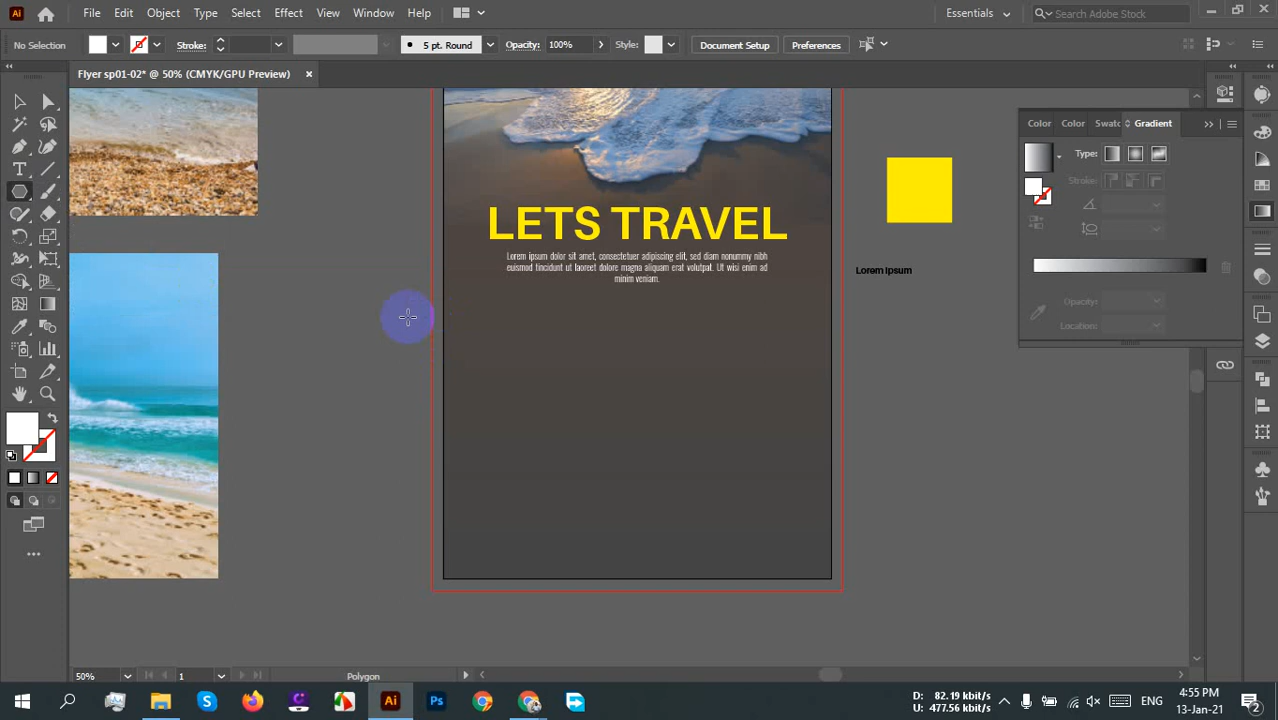 Ai File Edit Object Type Select Effect View Window Help Essentials Search Adobe Stock
No Selection Stroke: 5 pt. Round Opacity: 100% Style: Document Setup Preferences
Flyer sp01-02* @ 50% (CMYK/GPU Preview) ×
Color Color Swatc Gradient
Type:
Stroke:
LETS TRAVEL
Lorem ipsum dolor sit amet, consectetuer adipiscing elit, sed diam nonummy nibh
euismod tincidunt ut laoreet dolore magna aliquam erat volutpat. Ut wisi enim ad
minim veniam.
Lorem ipsum
Opacity:
Location:
50% 1 Polygon
Ai Ps
D: 82.19 kbit/s
U: 477.56 kbit/s
ENG
4:55 PM
13-Jan-21
2